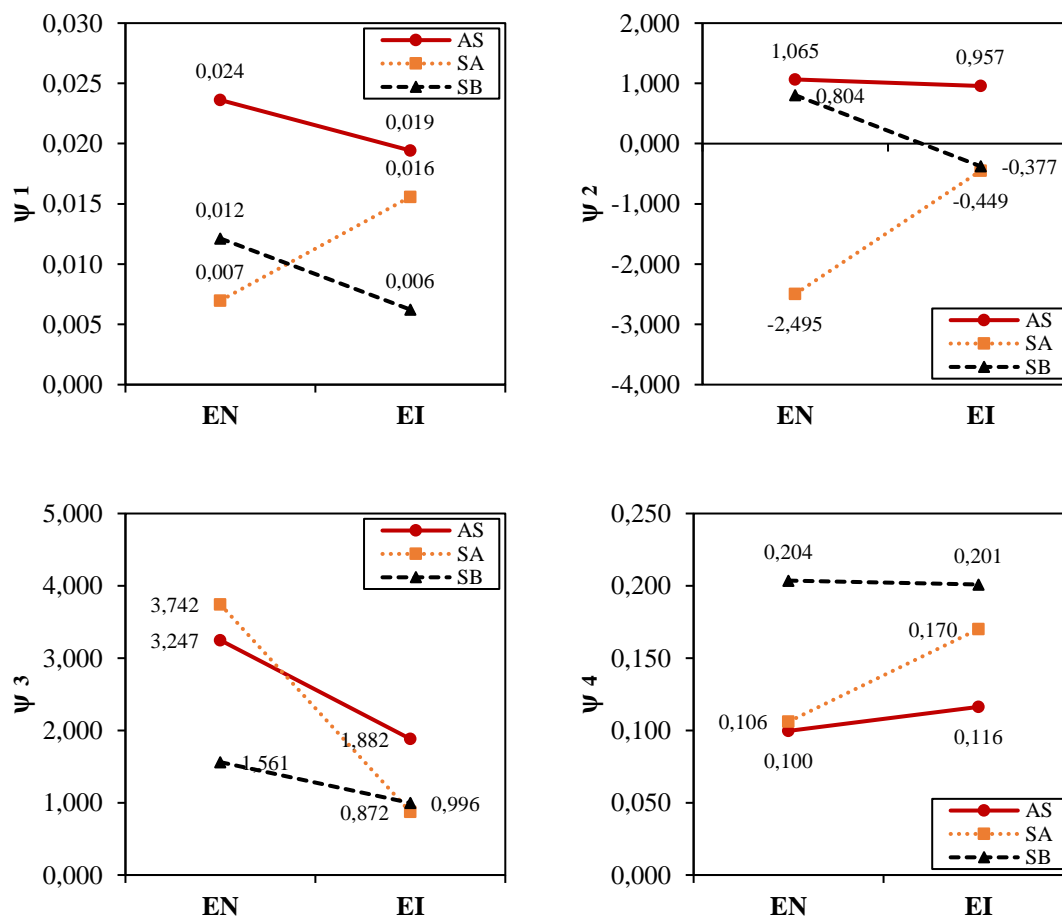 0,030
0,025
0,020
0,015
0,010
0,005
0,000
ψ 1
0,024
0,019
0,016
0,012
0,007
0,006
AS
SA
SB
EN EI
2,000
1,000
0,000
-1,000
-2,000
-3,000
-4,000
ψ 2
1,065
0,957
0,804
-0,377
-0,449
-2,495
AS
SA
SB
EN EI
5,000
4,000
3,000
2,000
1,000
0,000
ψ 3
3,742
3,247
1,882
1,561
0,996
0,872
AS
SA
SB
EN EI
0,250
0,200
0,150
0,100
0,050
0,000
ψ 4
0,204
0,201
0,170
0,106
0,100
0,116
AS
SA
SB
EN EI